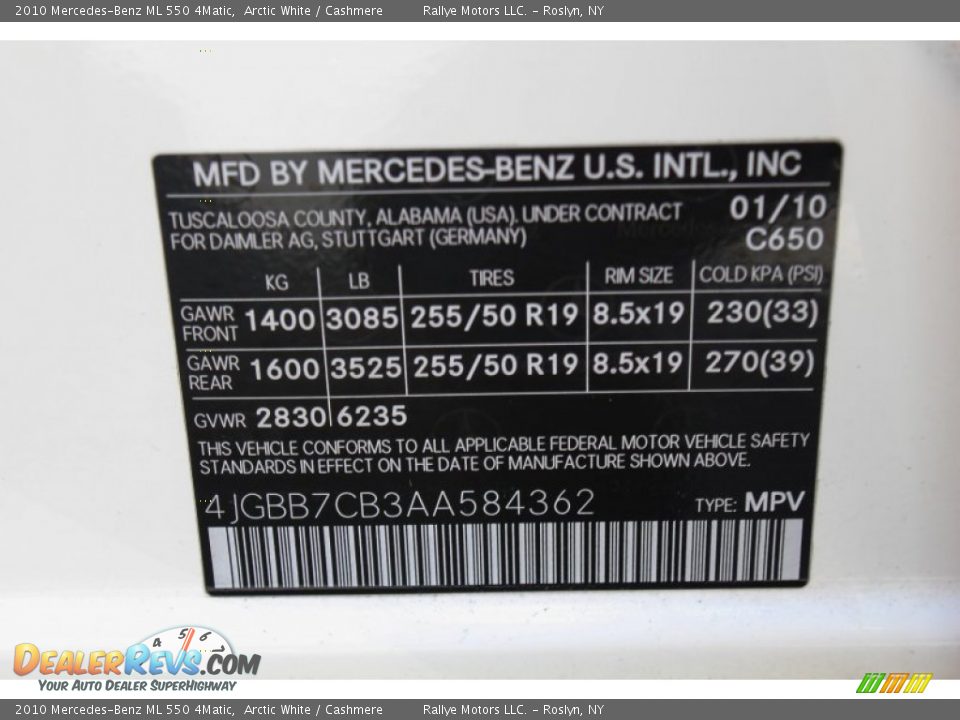 2010 Mercedes-Benz ML 550 4Matic, Arctic White / Cashmere Rallye Motors LLC. - Roslyn, NY
MFD BY MERCEDES-BENZ U.S. INTL., INC
TUSCALOOSA COUNTY, ALABAMA (USA). UNDER CONTRACT 01/10
FOR DAIMLER AG, STUTTGART (GERMANY) C650
KG LB TIRES RIM SIZE COLD KPA (PSI)
GAWR FRONT 1400 3085 255/50 R19 8.5x19 230(33)
GAWR REAR 1600 3525 255/50 R19 8.5x19 270(39)
GVWR 2830 6235
THIS VEHICLE CONFORMS TO ALL APPLICABLE FEDERAL MOTOR VEHICLE SAFETY
STANDARDS IN EFFECT ON THE DATE OF MANUFACTURE SHOWN ABOVE.
4JGBB7CB3AA584362 TYPE: MPV
4 5 6 7
DEALERREVS.COM
YOUR AUTO DEALER SUPERHIGHWAY
2010 Mercedes-Benz ML 550 4Matic, Arctic White / Cashmere Rallye Motors LLC. - Roslyn, NY